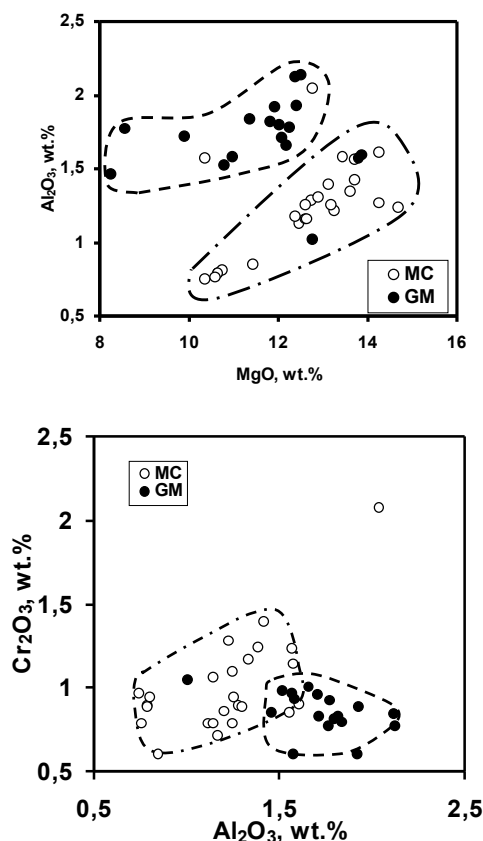 2,5
2
1,5
1
0,5
Al₂O₃, wt.%
MC
GM
8 10 12 14 16
MgO, wt.%
2,5
2
1,5
1
0,5
Cr₂O₃, wt.%
MC
GM
0,5 1,5 2,5
Al₂O₃, wt.%